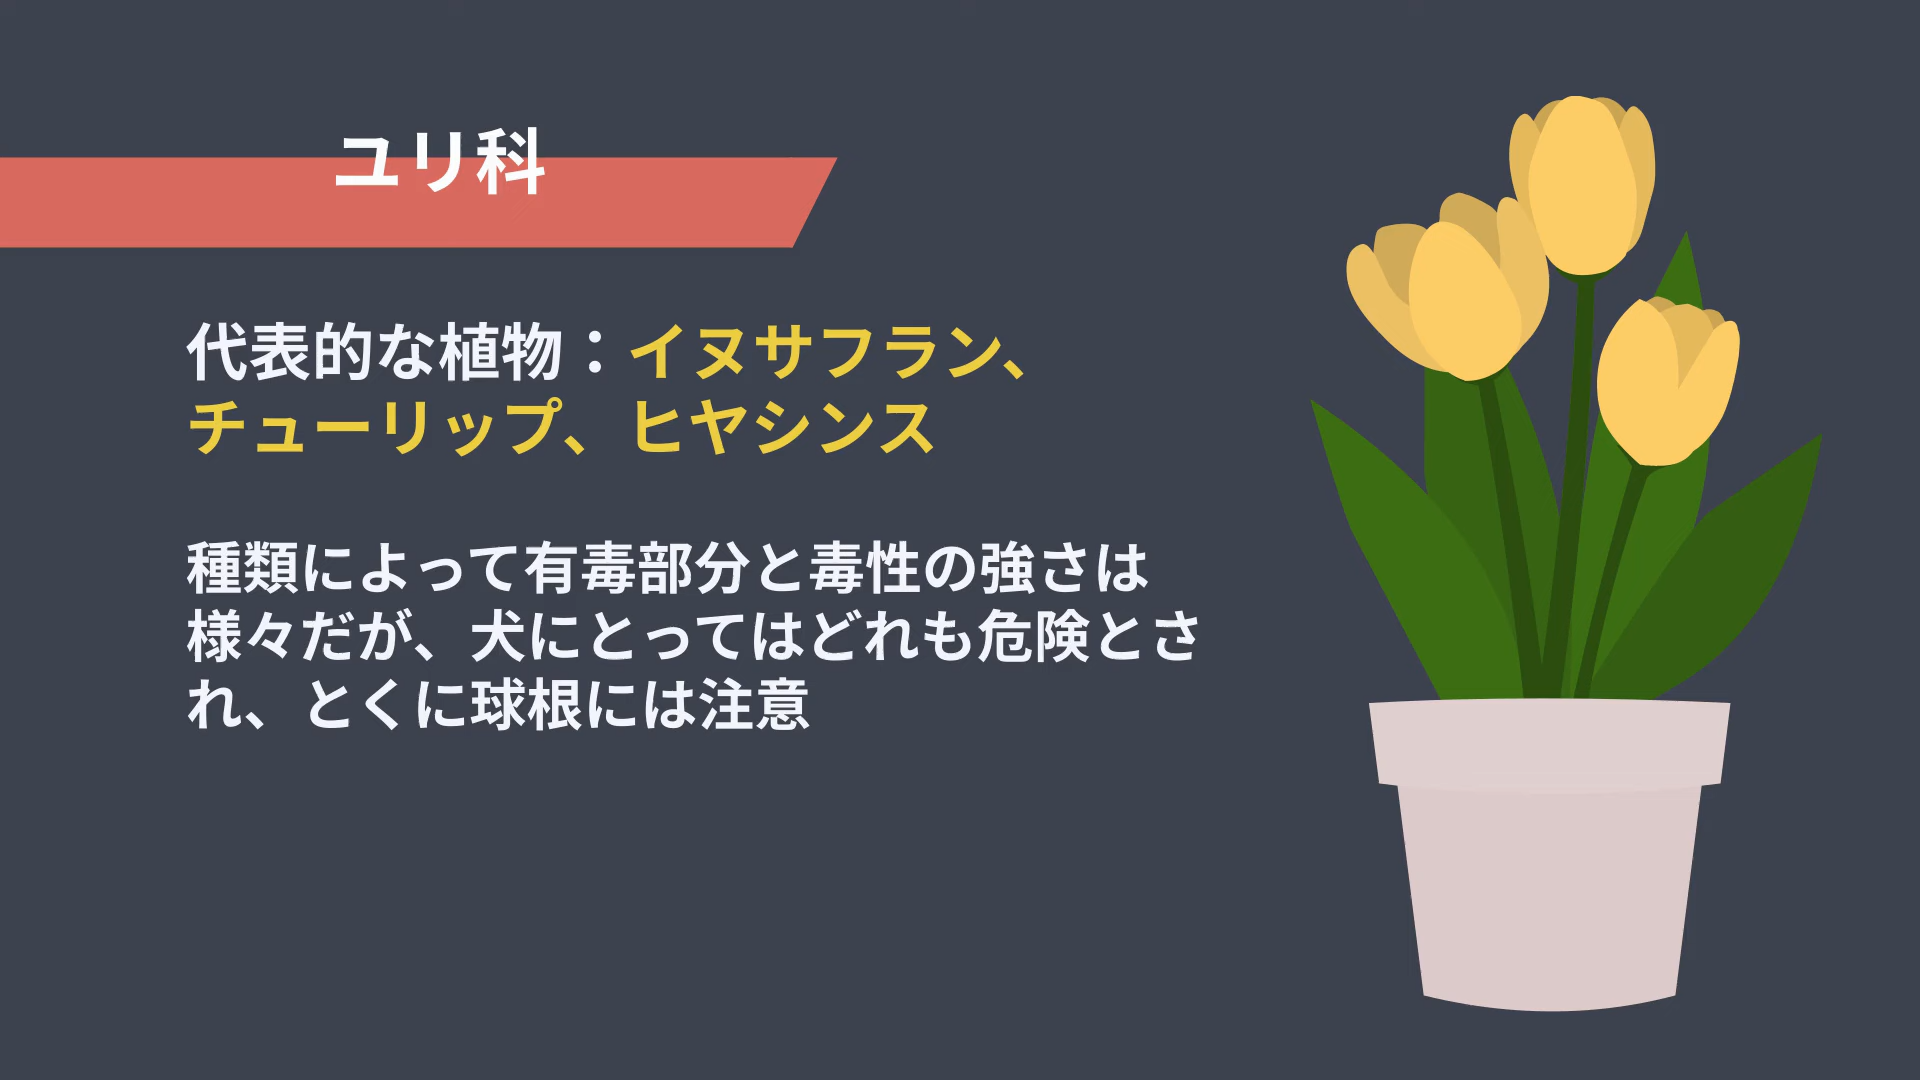 ユリ科
代表的な植物：イヌサフラン、
チューリップ、ヒヤシンス
種類によって有毒部分と毒性の強さは
様々だが、犬にとってはどれも危険とさ
れ、とくに球根には注意